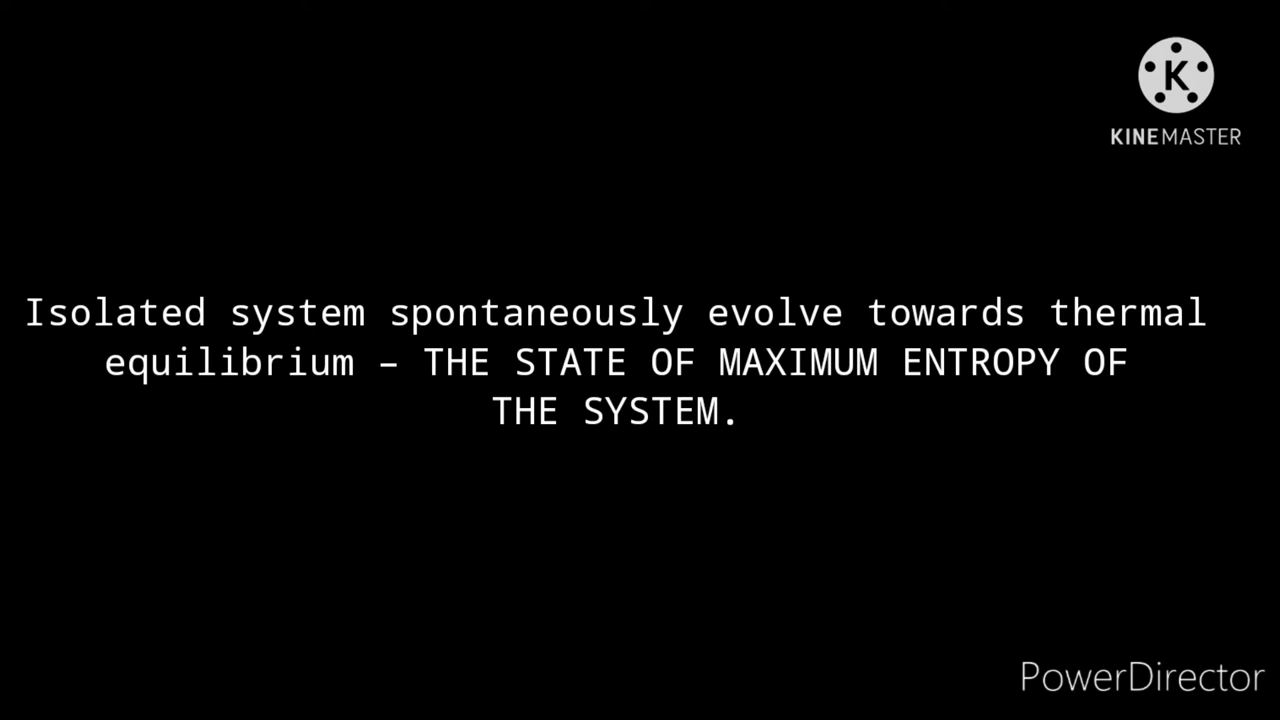 K
KINEMASTER
Isolated system spontaneously evolve towards thermal
equilibrium – THE STATE OF MAXIMUM ENTROPY OF
THE SYSTEM.
PowerDirector